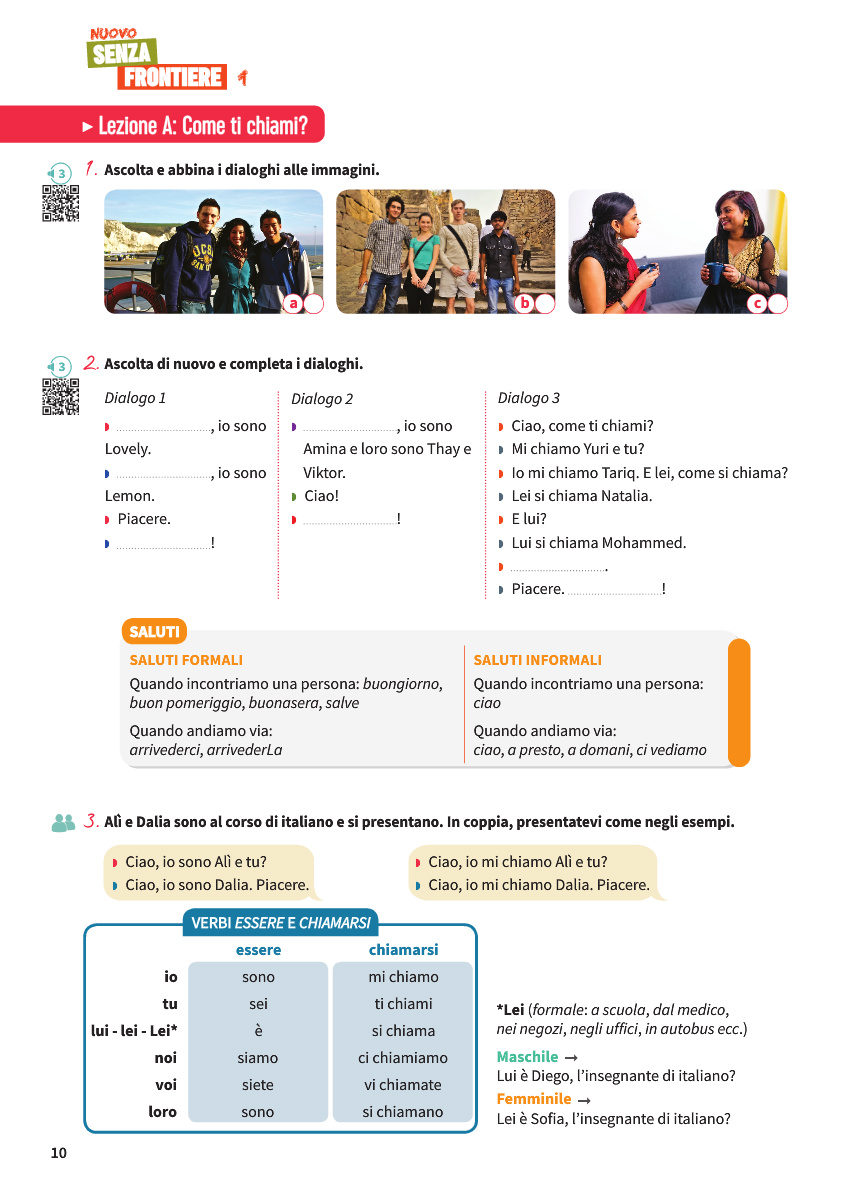 NUOVO
SENZA
FRONTIERE 1
▸ Lezione A: Come ti chiami?
3
1. Ascolta e abbina i dialoghi alle immagini.
a
b
c
3
2. Ascolta di nuovo e completa i dialoghi.
Dialogo 1
..............................., io sono
Lovely.
..............................., io sono
Lemon.
Piacere.
...............................!
Dialogo 2
..............................., io sono
Amina e loro sono Thay e
Viktor.
Ciao!
...............................!
Dialogo 3
Ciao, come ti chiami?
Mi chiamo Yuri e tu?
Io mi chiamo Tariq. E lei, come si chiama?
Lei si chiama Natalia.
E lui?
Lui si chiama Mohammed.
................................
Piacere. ...............................!
SALUTI
SALUTI FORMALI
Quando incontriamo una persona: buongiorno,
buon pomeriggio, buonasera, salve
Quando andiamo via:
arrivederci, arrivederLa
SALUTI INFORMALI
Quando incontriamo una persona:
ciao
Quando andiamo via:
ciao, a presto, a domani, ci vediamo
3. Alì e Dalia sono al corso di italiano e si presentano. In coppia, presentatevi come negli esempi.
Ciao, io sono Alì e tu?
Ciao, io sono Dalia. Piacere.
Ciao, io mi chiamo Alì e tu?
Ciao, io mi chiamo Dalia. Piacere.
VERBI ESSERE E CHIAMARSI
essere chiamarsi
io sono mi chiamo
tu sei ti chiami
lui - lei - Lei* è si chiama
noi siamo ci chiamiamo
voi siete vi chiamate
loro sono si chiamano
*Lei (formale: a scuola, dal medico,
nei negozi, negli uffici, in autobus ecc.)
Maschile →
Lui è Diego, l'insegnante di italiano?
Femminile →
Lei è Sofia, l'insegnante di italiano?
10